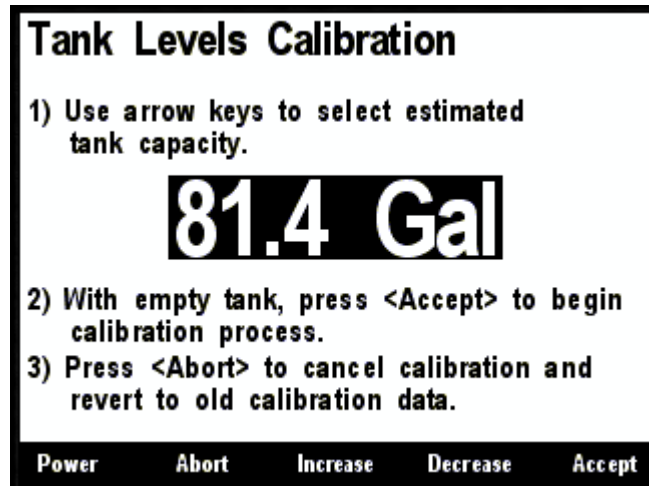 Tank Levels Calibration
1) Use arrow keys to select estimated
tank capacity.
81.4 Gal
2) With empty tank, press <Accept> to begin
calibration process.
3) Press <Abort> to cancel calibration and
revert to old calibration data.
Power Abort Increase Decrease Accept